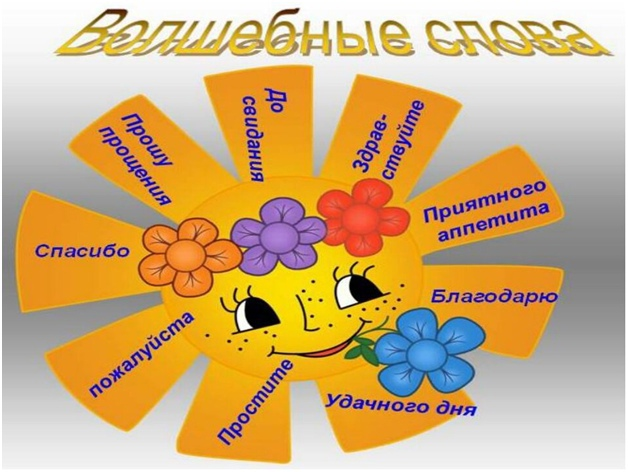 Волшебные слова
Спасибо
Прошу
прощения
До
свидания
Здрав-
ствуйте
Приятного
аппетита
Благодарю
Удачного дня
Простите
пожалуйста